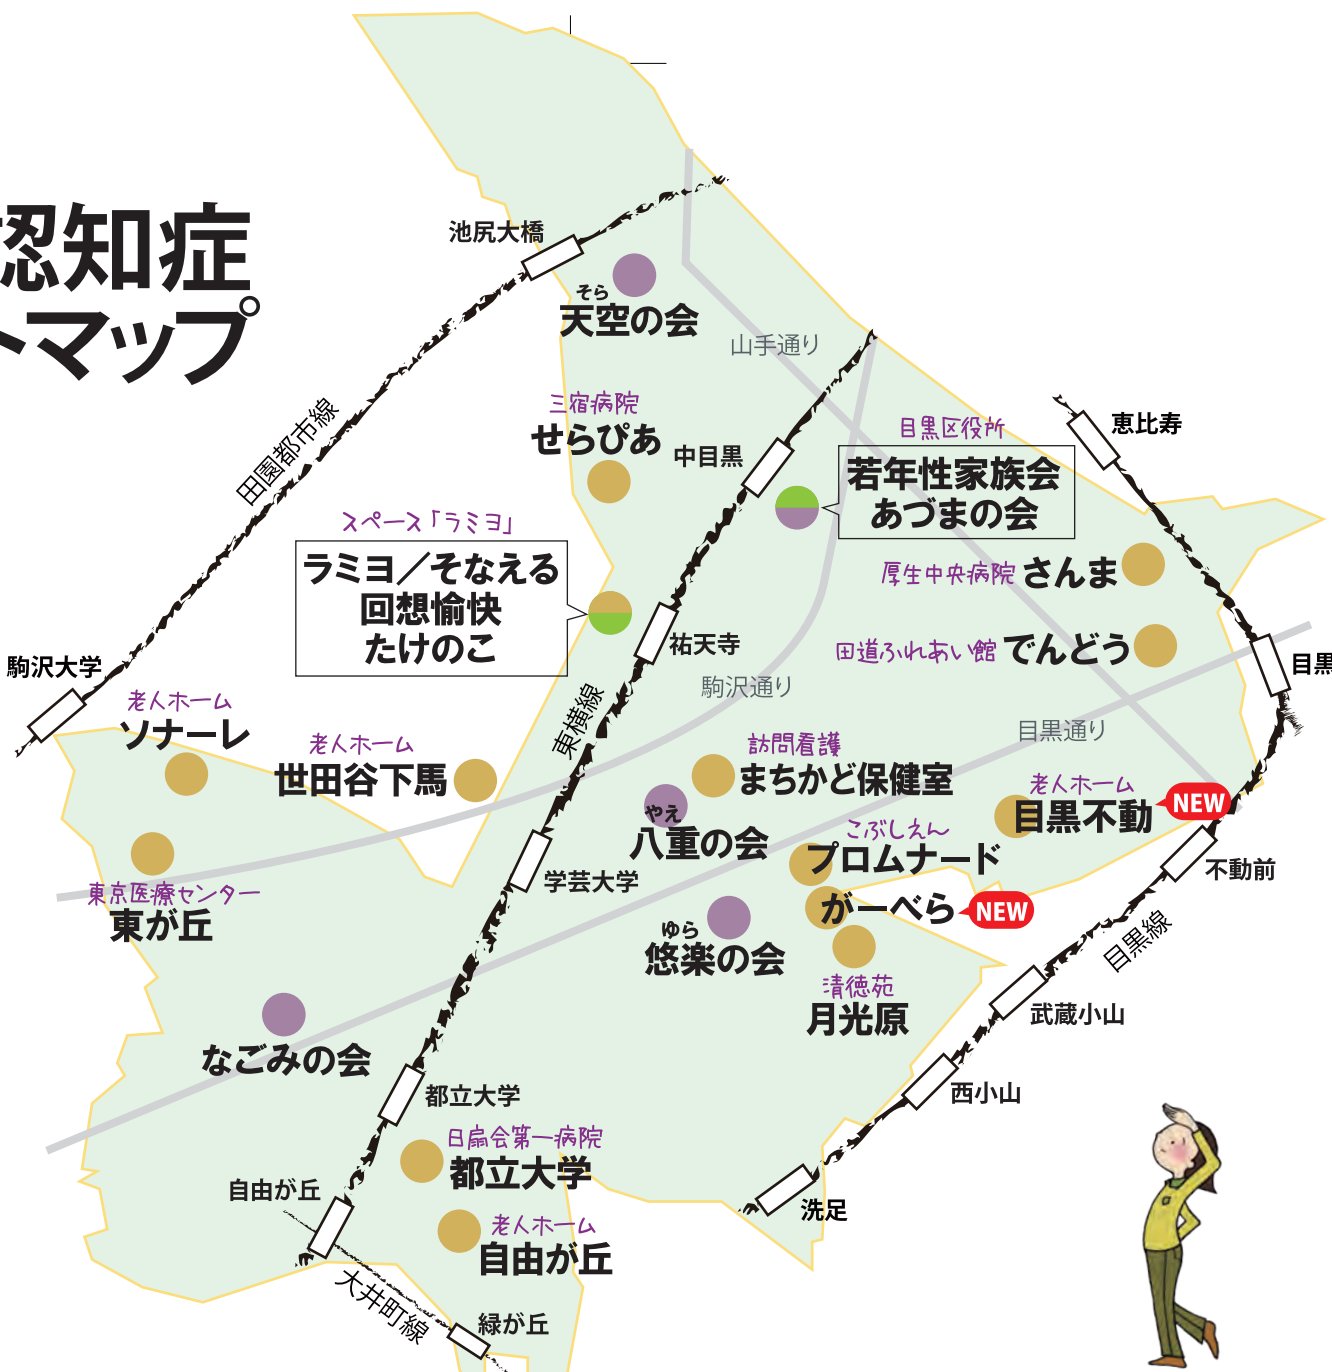 認知症
トマップ
池尻大橋
そら
天空の会
山手通り
田園都市線
三宿病院
せらぴあ
中目黒
目黒区役所
若年性家族会
あづまの会
恵比寿
スペース「ラミヨ」
ラミヨ／そなえる
回想愉快
たけのこ
厚生中央病院 さんま
祐天寺
田道ふれあい館 でんどう
目黒
駒沢大学
老人ホーム
ソナーレ
駒沢通り
東横線
目黒通り
老人ホーム
世田谷下馬
訪問看護
まちかど保健室
老人ホーム
目黒不動 NEW
やえ
八重の会
こぶしえん
プロムナード
不動前
東京医療センター
東が丘
学芸大学
がーべら NEW
ゆら
悠楽の会
目黒線
清徳苑
月光原
武蔵小山
なごみの会
都立大学
西小山
日扇会第一病院
都立大学
自由が丘
洗足
老人ホーム
自由が丘
大井町線
緑が丘